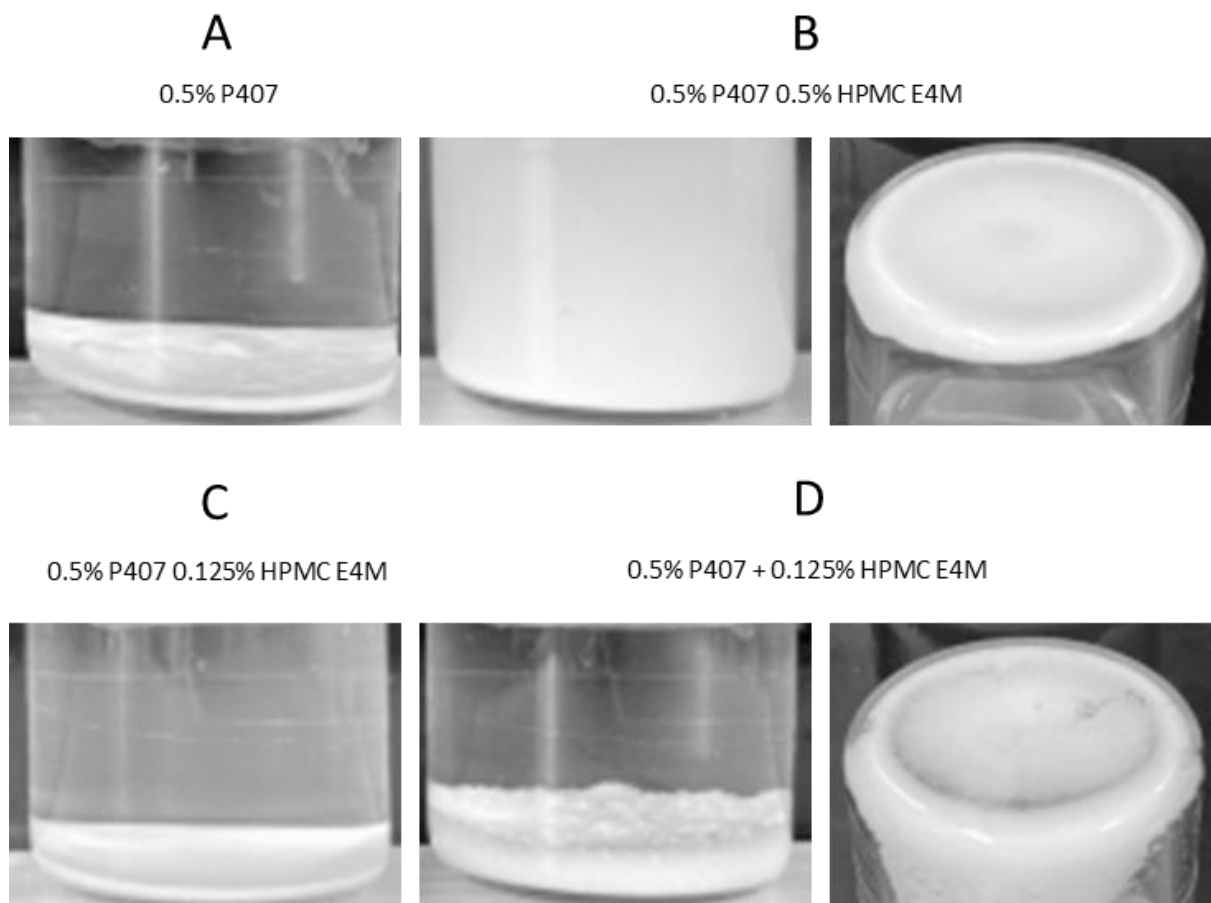 A
B
0.5% P407
0.5% P407 0.5% HPMC E4M
C
D
0.5% P407 0.125% HPMC E4M
0.5% P407 + 0.125% HPMC E4M